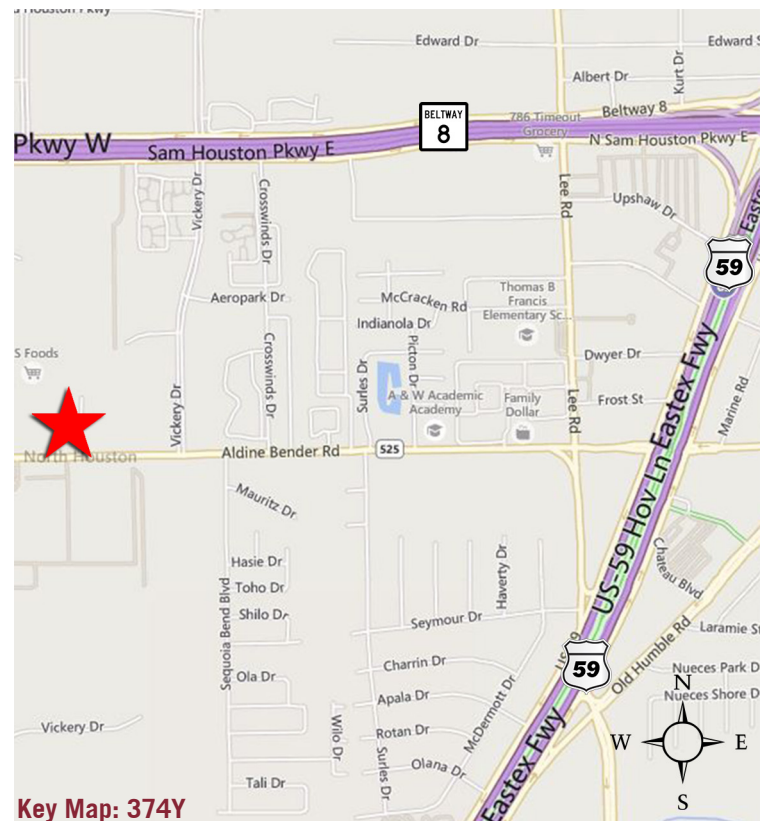 Edward Dr
Edward S
Albert Dr
Kurt Dr
BELTWAY
8
Beltway 8
786 Timeout
Grocery
Pkwy W
Sam Houston Pkwy E
N Sam Houston Pkwy E
Vickery Dr
Crosswinds Dr
Lee Rd
Upshaw Dr
59
Aeropark Dr
McCracken Rd
Thomas B
Francis
Elementary Sc...
Indianola Dr
Picton Dr
S Foods
Crosswinds Dr
Surles Dr
Dwyer Dr
Vickery Dr
A & W Academic
Academy
Family
Dollar
Lee Rd
Frost St
Marine Rd
North Houston
Aldine Bender Rd
525
US-59 Hov Ln Eastex Fwy
Mauritz Dr
Hasie Dr
Toho Dr
Shilo Dr
Haverty Dr
Chateau Blvd
Sequoia Bend Blvd
Seymour Dr
Laramie St
Old Humble Rd
59
Ola Dr
Charrin Dr
Nueces Park D
Apala Dr
McDermott Dr
Nueces Shore D
N
Vickery Dr
Wilo Dr
Rotan Dr
W
E
Surles Dr
Olana Dr
Eastex Fwy
Tali Dr
S
Key Map: 374Y